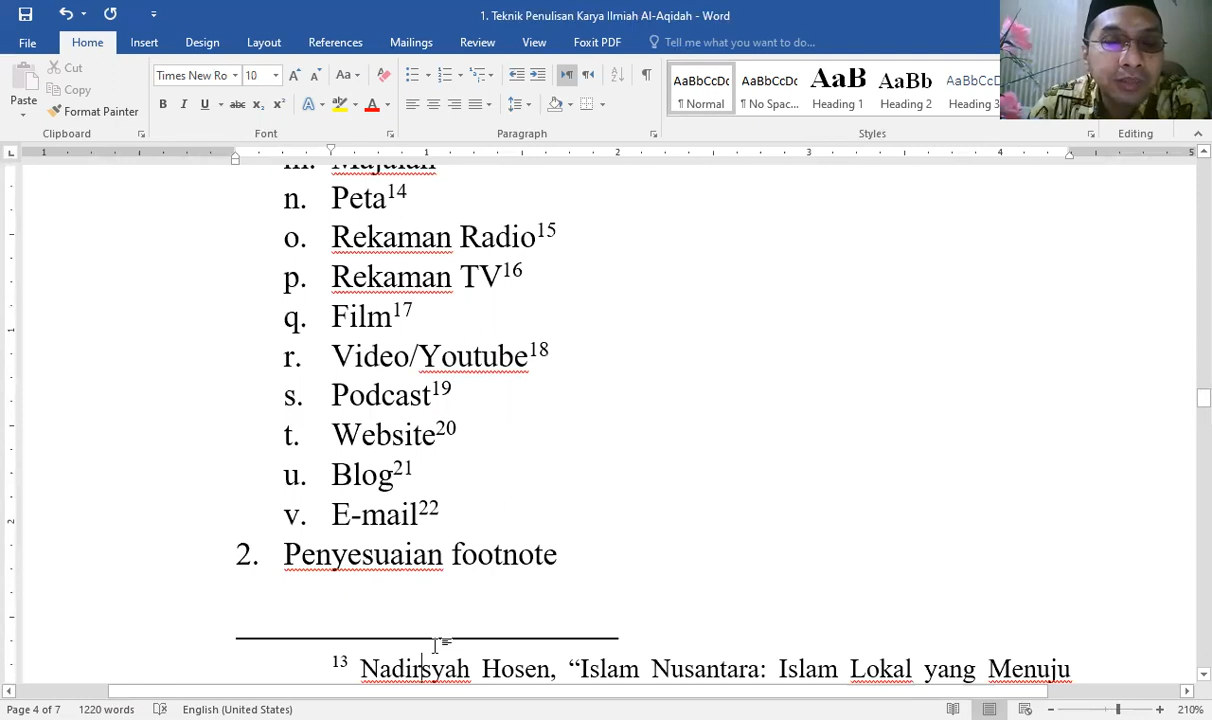 1. Teknik Penulisan Karya Ilmiah Al-Aqidah - Word
File Home Insert Design Layout References Mailings Review View Foxit PDF Tell me what you want to do...
Cut
Copy
Format Painter
Paste
Clipboard
Times New Ro 10
Font
Paragraph
AaBbCcDc AaBbCcDc AaB AaBb AaBbCcD
¶ Normal ¶ No Spac... Heading 1 Heading 2 Heading 3
Styles
Editing
m. Majalah
n. Peta14
o. Rekaman Radio15
p. Rekaman TV16
q. Film17
r. Video/Youtube18
s. Podcast19
t. Website20
u. Blog21
v. E-mail22
2. Penyesuaian footnote
13 Nadirsyah Hosen, “Islam Nusantara: Islam Lokal yang Menuju
Page 4 of 7 1220 words English (United States) 210%